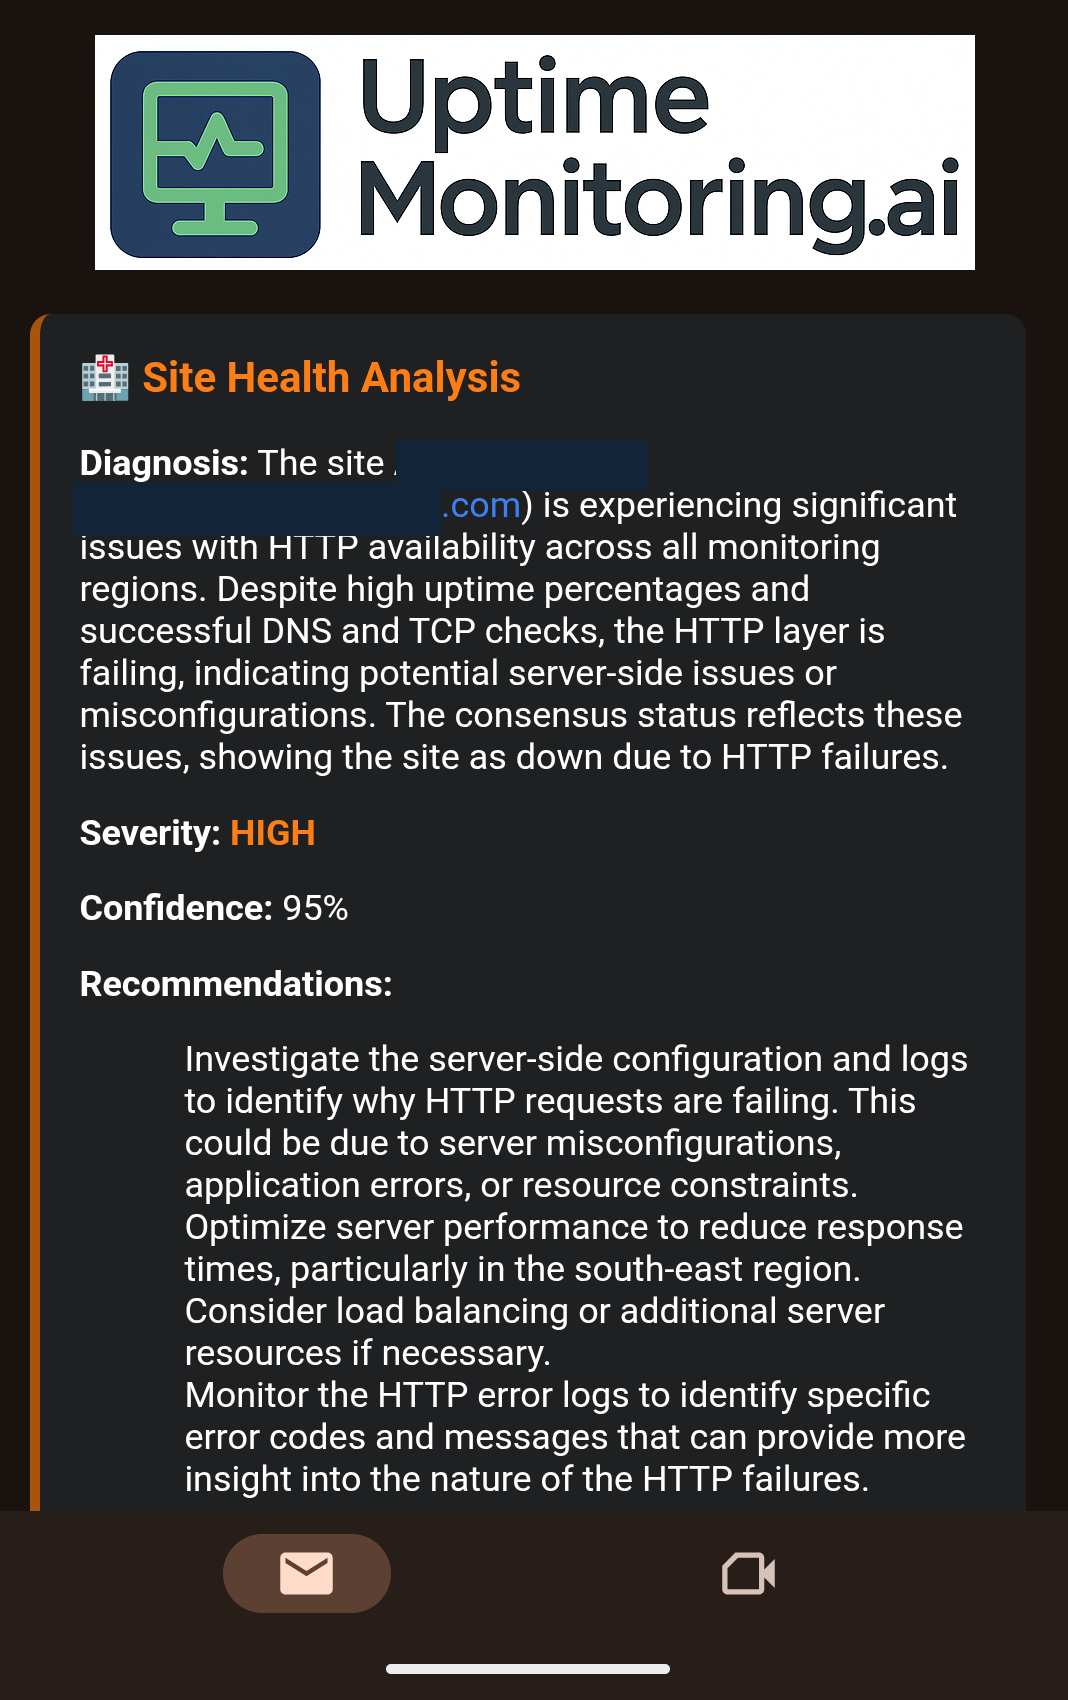 Uptime
Monitoring.ai
Site Health Analysis
Diagnosis: The site
.com) is experiencing significant
issues with HTTP availability across all monitoring
regions. Despite high uptime percentages and
successful DNS and TCP checks, the HTTP layer is
failing, indicating potential server-side issues or
misconfigurations. The consensus status reflects these
issues, showing the site as down due to HTTP failures.
Severity: HIGH
Confidence: 95%
Recommendations:
Investigate the server-side configuration and logs
to identify why HTTP requests are failing. This
could be due to server misconfigurations,
application errors, or resource constraints.
Optimize server performance to reduce response
times, particularly in the south-east region.
Consider load balancing or additional server
resources if necessary.
Monitor the HTTP error logs to identify specific
error codes and messages that can provide more
insight into the nature of the HTTP failures.